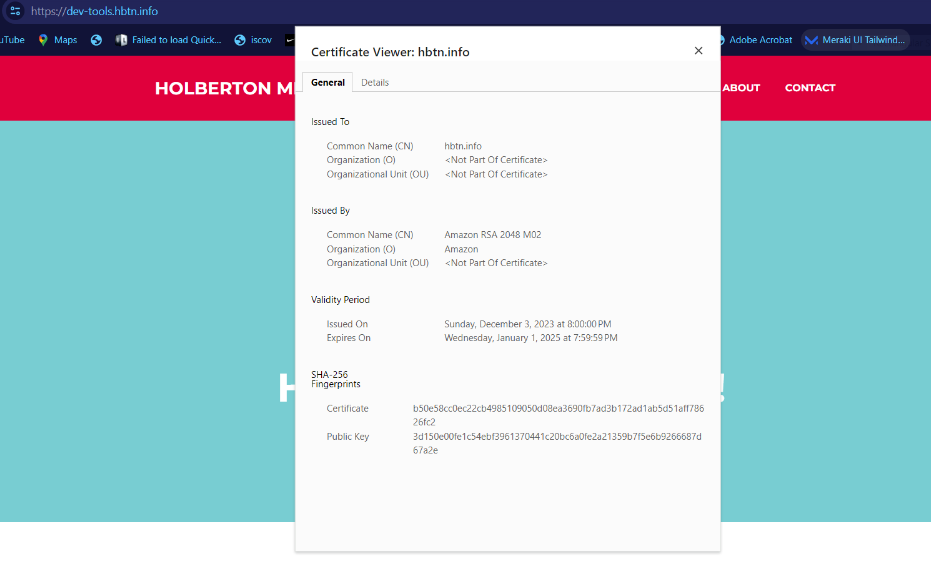 https://dev-tools.hbtn.info
uTube Maps Failed to load Quick... iscov Adobe Acrobat Meraki UI Tailwind...
Certificate Viewer: hbtn.info
HOLBERTON M ABOUT CONTACT
General Details
Issued To
Common Name (CN) hbtn.info
Organization (O) <Not Part Of Certificate>
Organizational Unit (OU) <Not Part Of Certificate>
Issued By
Common Name (CN) Amazon RSA 2048 M02
Organization (O) Amazon
Organizational Unit (OU) <Not Part Of Certificate>
Validity Period
Issued On Sunday, December 3, 2023 at 8:00:00 PM
Expires On Wednesday, January 1, 2025 at 7:59:59 PM
SHA-256
Fingerprints
H !
Certificate b50e58cc0ec22cb4985109050d08ea3690fb7ad3b172ad1ab5d51aff786
26fc2
Public Key 3d150e00fe1c54ebf3961370441c20bc6a0fe2a21359b7f5e6b9266687d
67a2e